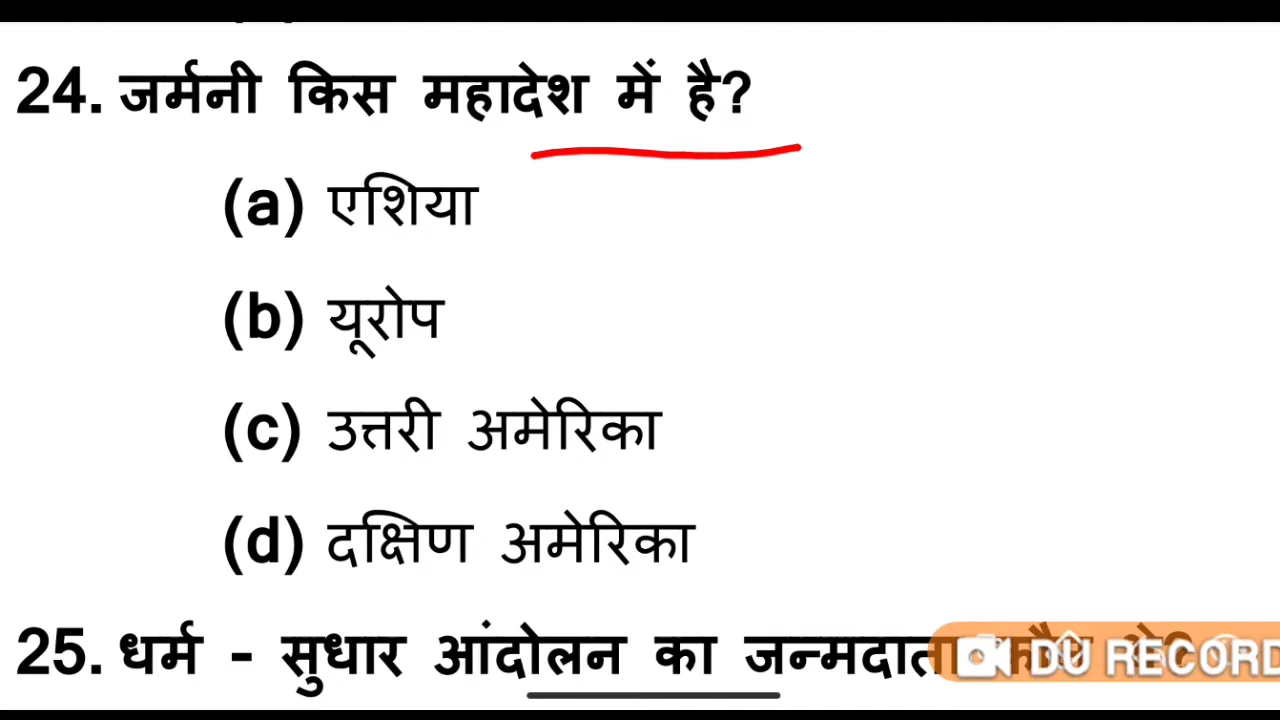 24. जर्मनी किस महादेश में है?
(a) एशिया
(b) यूरोप
(c) उत्तरी अमेरिका
(d) दक्षिण अमेरिका
25. धर्म - सुधार आंदोलन का जन्मदाता
DU RECORD